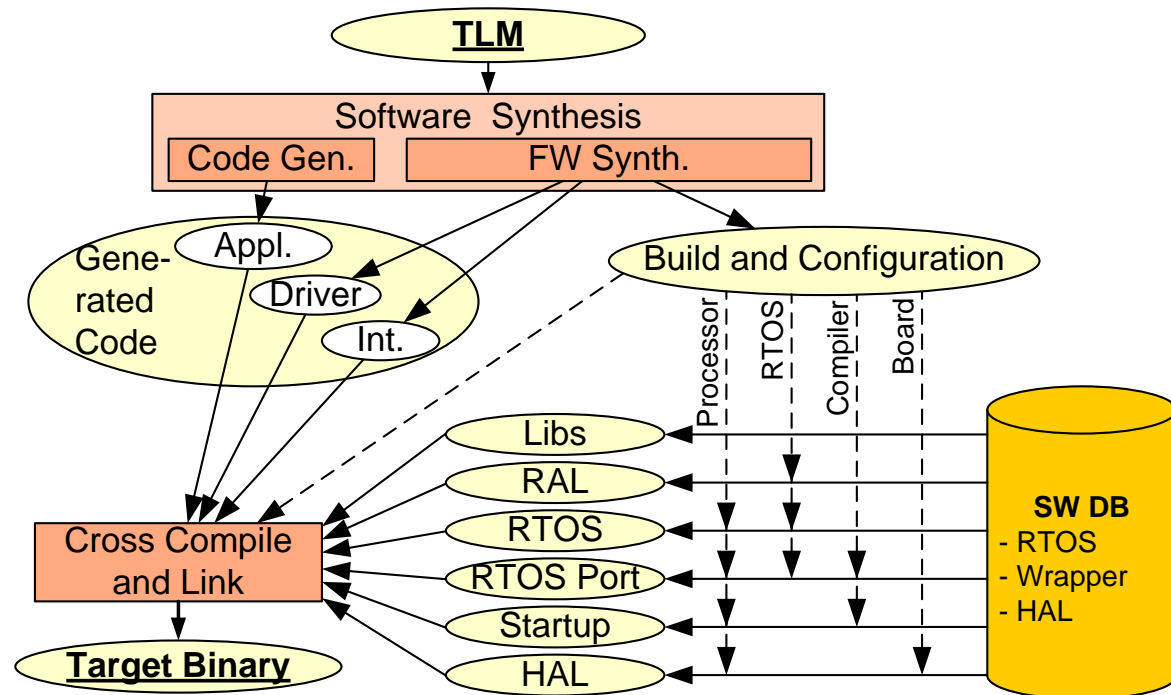 TLM
Software Synthesis
Code Gen.
FW Synth.
Appl.
Gene-
rated
Code
Driver
Int.
Build and Configuration
Processor
RTOS
Compiler
Board
Libs
RAL
RTOS
RTOS Port
Startup
HAL
SW DB
- RTOS
- Wrapper
- HAL
Cross Compile
and Link
Target Binary